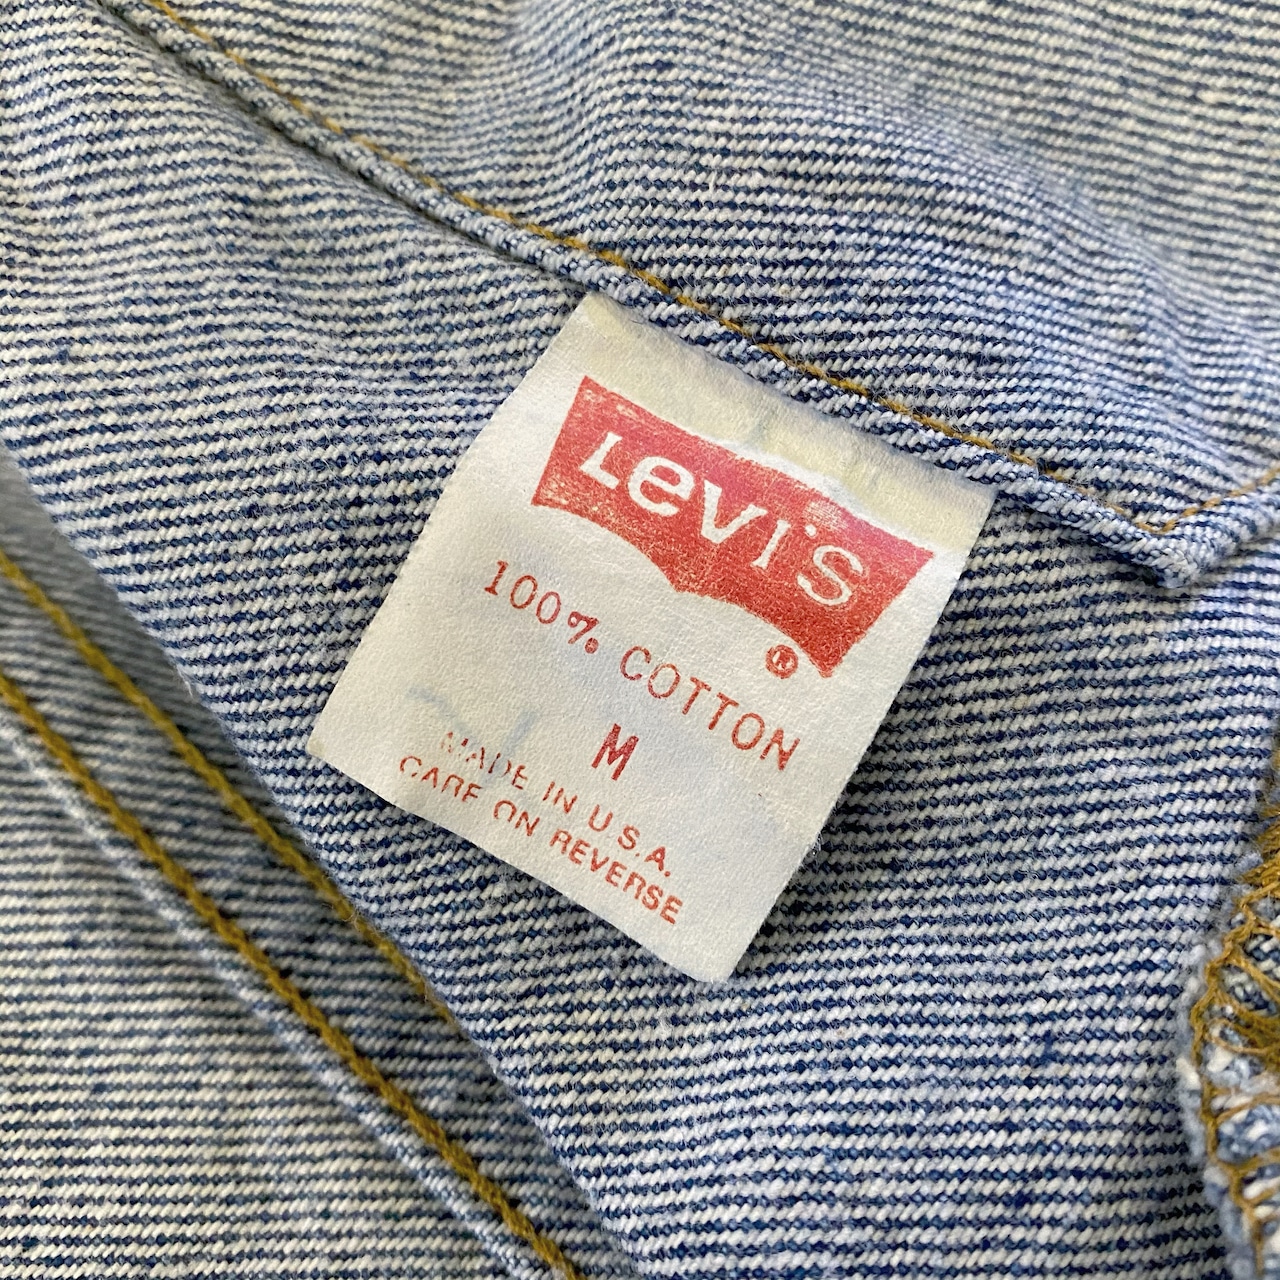 Levi's
®
100% COTTON
M
MADE IN U.S.A.
CARE ON REVERSE